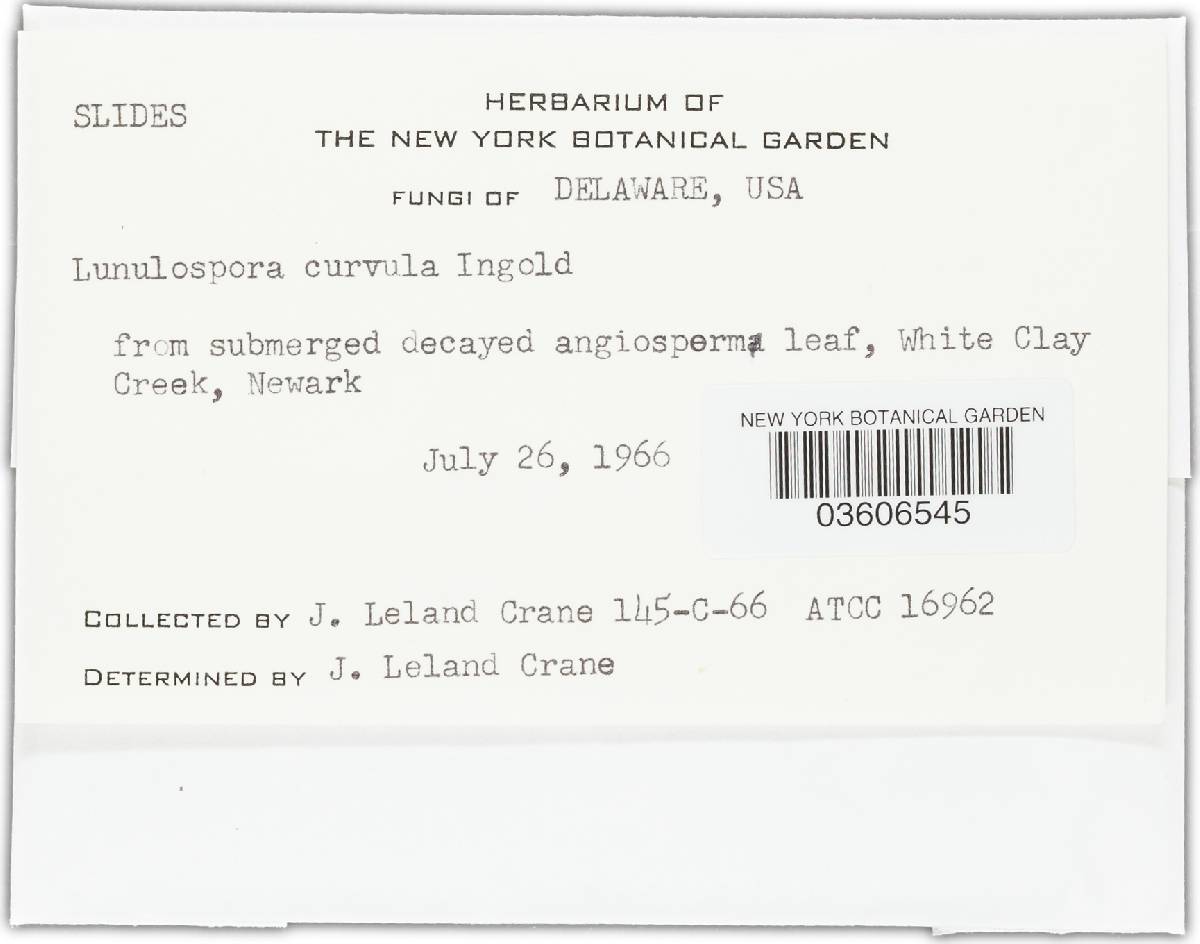 SLIDES
HERBARIUM OF
THE NEW YORK BOTANICAL GARDEN
FUNGI OF DELAWARE, USA
Lunulospora curvula Ingold
from submerged decayed angiosperm leaf, White Clay
Creek, Newark
July 26, 1966
NEW YORK BOTANICAL GARDEN
03606545
COLLECTED BY J. Leland Crane 145-C-66 ATCC 16962
DETERMINED BY J. Leland Crane